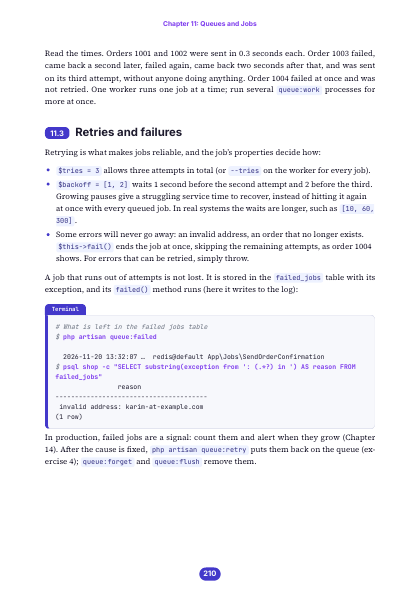 Chapter 11: Queues and Jobs
Read the times. Orders 1001 and 1002 were sent in 0.3 seconds each. Order 1003 failed,
came back a second later, failed again, came back two seconds after that, and was sent
on its third attempt, without anyone doing anything. Order 1004 failed at once and was
not retried. One worker runs one job at a time; run several queue:work processes for
more at once.
11.3 Retries and failures
Retrying is what makes jobs reliable, and the job's properties decide how:
• $tries = 3 allows three attempts in total (or --tries on the worker for every job).
• $backoff = [1, 2] waits 1 second before the second attempt and 2 before the third.
Growing pauses give a struggling service time to recover, instead of hitting it again
at once with every queued job. In real systems the waits are longer, such as [10, 60,
300].
• Some errors will never go away: an invalid address, an order that no longer exists.
$this->fail() ends the job at once, skipping the remaining attempts, as order 1004
shows. For errors that can be retried, simply throw.
A job that runs out of attempts is not lost. It is stored in the failed_jobs table with its
exception, and its failed() method runs (here it writes to the log):
Terminal
# What is left in the failed jobs table
$ php artisan queue:failed
2026-11-20 13:32:07 … redis@default App\Jobs\SendOrderConfirmation
$ psql shop -c "SELECT substring(exception from ': (.+?) in ') AS reason FROM
failed_jobs"
reason
--------------------------------------
invalid address: karim-at-example.com
(1 row)
In production, failed jobs are a signal: count them and alert when they grow (Chapter
14). After the cause is fixed, php artisan queue:retry puts them back on the queue (ex-
ercise 4); queue:forget and queue:flush remove them.
210